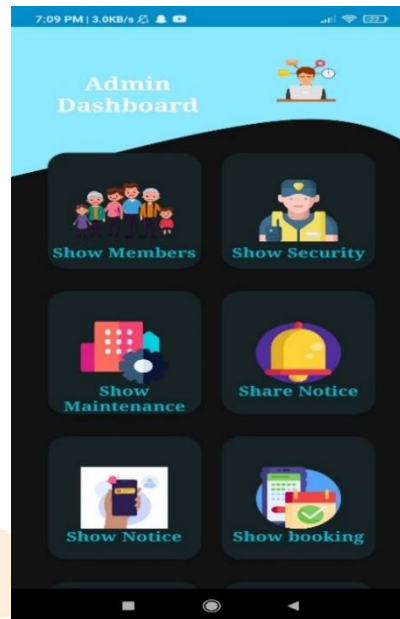 7:09 PM | 3.0KB/s
22
Admin
Dashboard
Show Members
Show Security
Show
Maintenance
Share Notice
Show Notice
Show booking